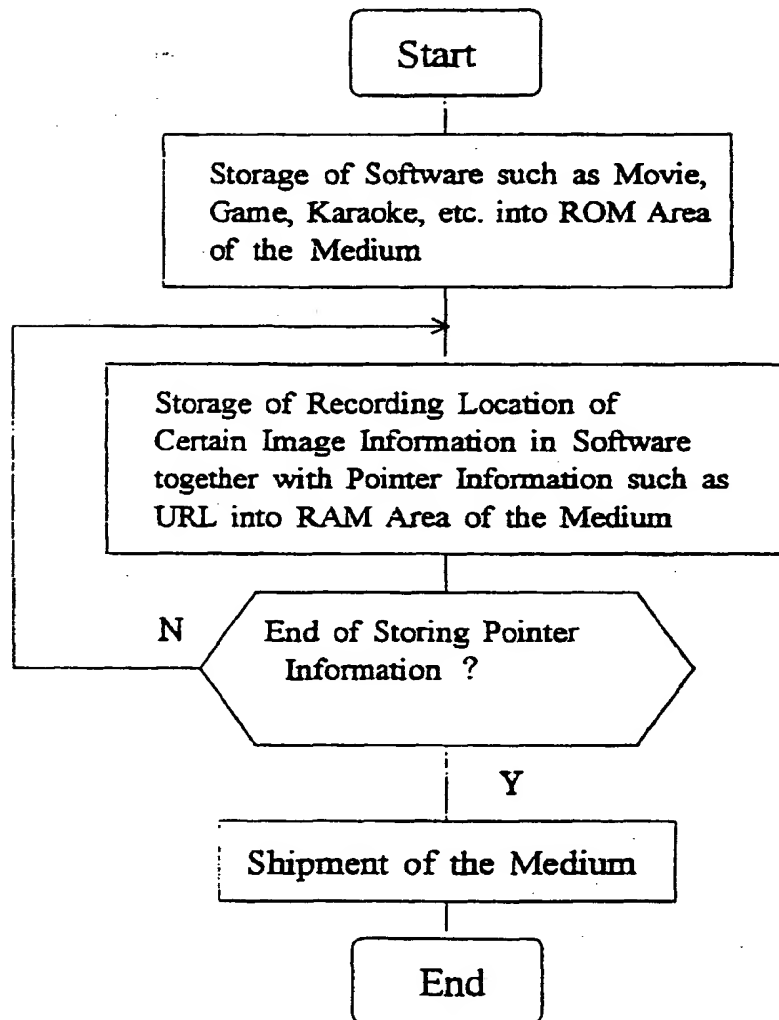 Start
Storage of Software such as Movie,
Game, Karaoke, etc. into ROM Area
of the Medium
Storage of Recording Location of
Certain Image Information in Software
together with Pointer Information such as
URL into RAM Area of the Medium
N
End of Storing Pointer
Information ?
Y
Shipment of the Medium
End